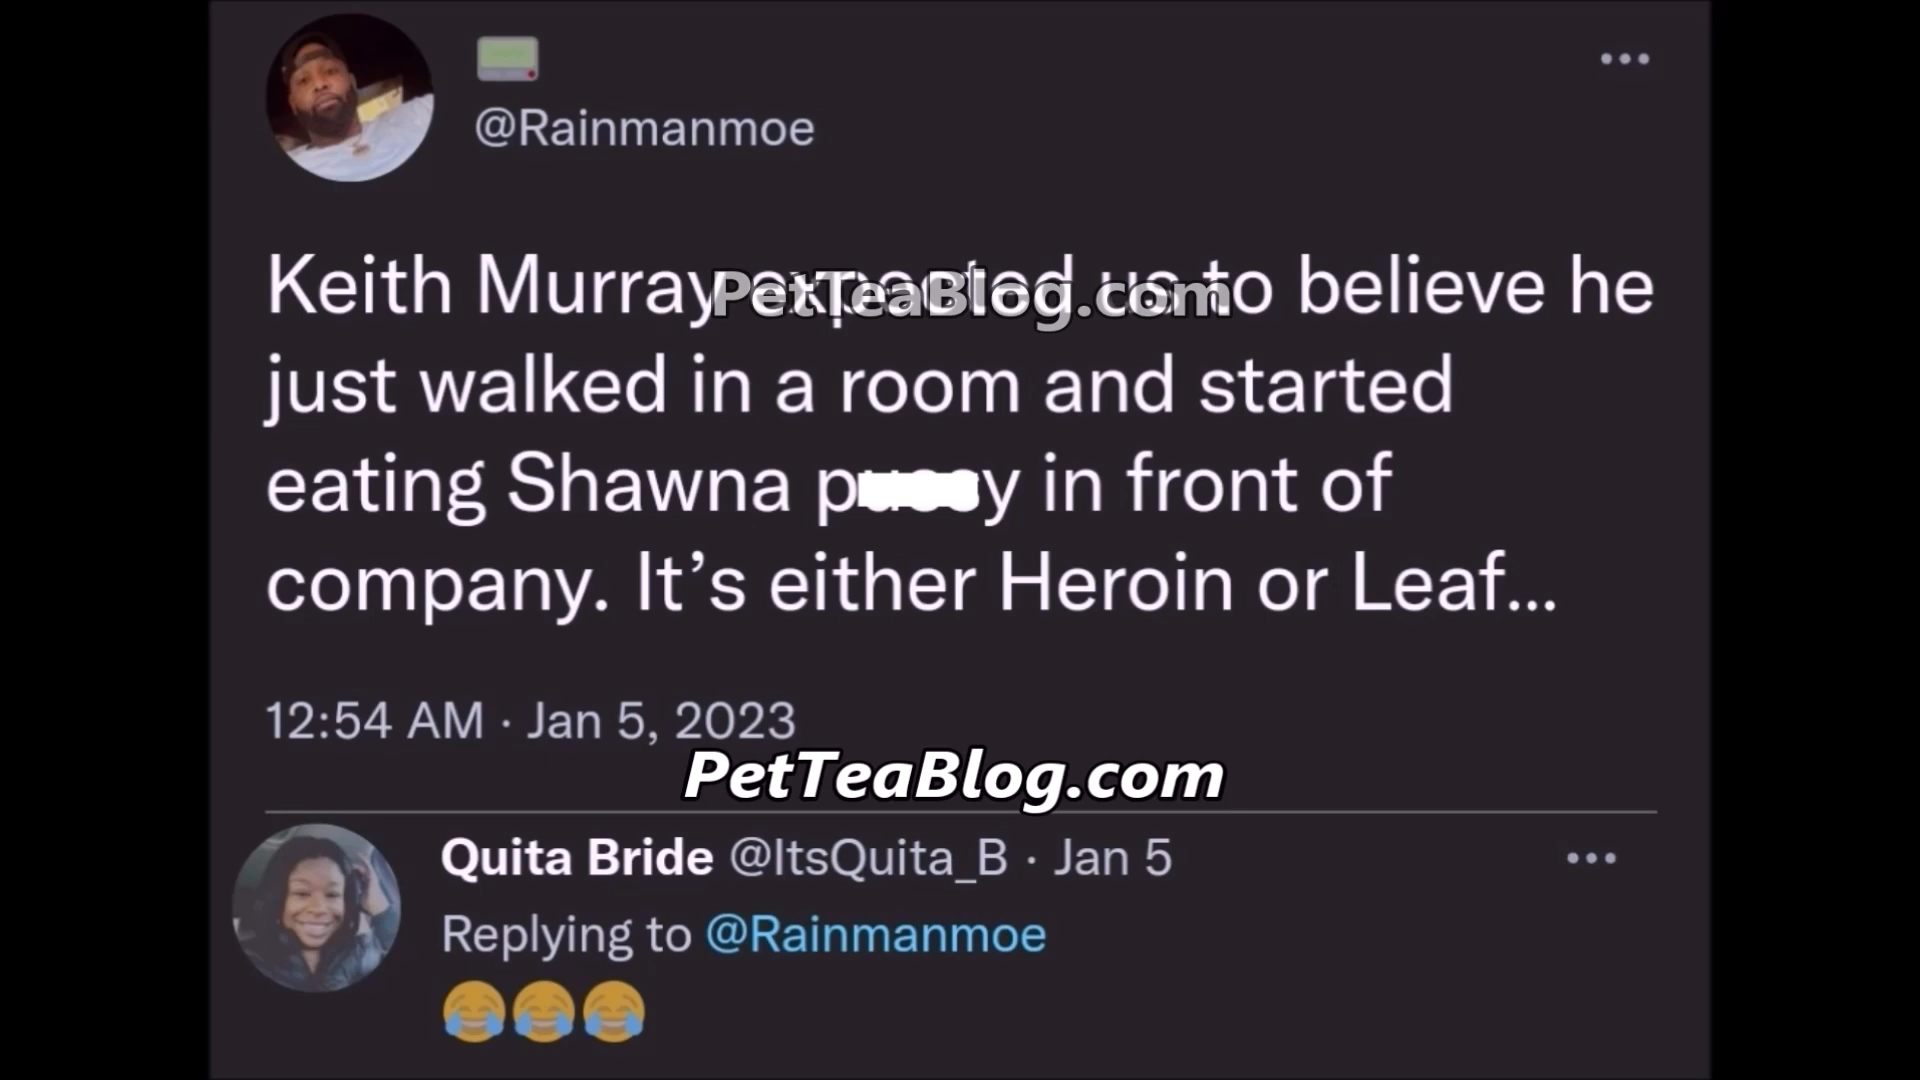 @Rainmanmoe
Keith Murray expected us to believe he
PetTeaBlog.com
just walked in a room and started
eating Shawna p y in front of
company. It’s either Heroin or Leaf...
12:54 AM · Jan 5, 2023
PetTeaBlog.com
Quita Bride @ItsQuita_B · Jan 5
Replying to @Rainmanmoe